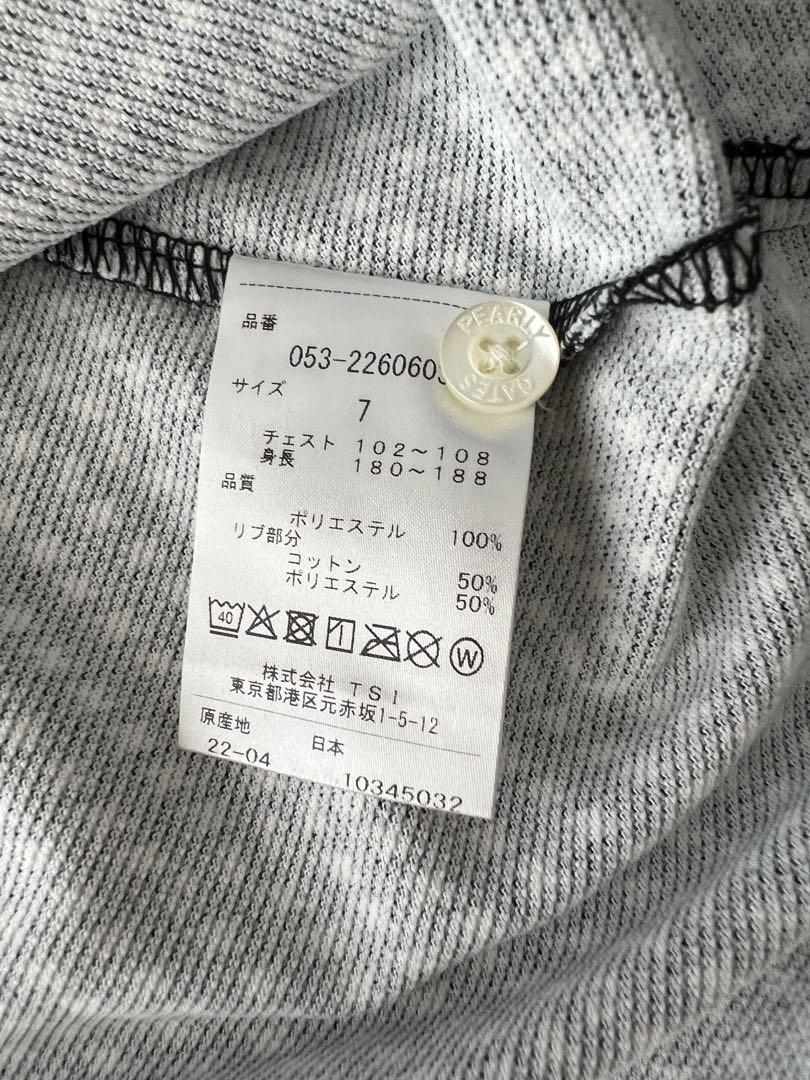 品番
053-226060
PEARLY
GATES
サイズ
7
チェスト 102～108
身長 180～188
品質
ポリエステル 100%
リブ部分
コットン 50%
ポリエステル 50%
40
W
株式会社 TSI
東京都港区元赤坂1-5-12
原産地 日本
22-04 10345032